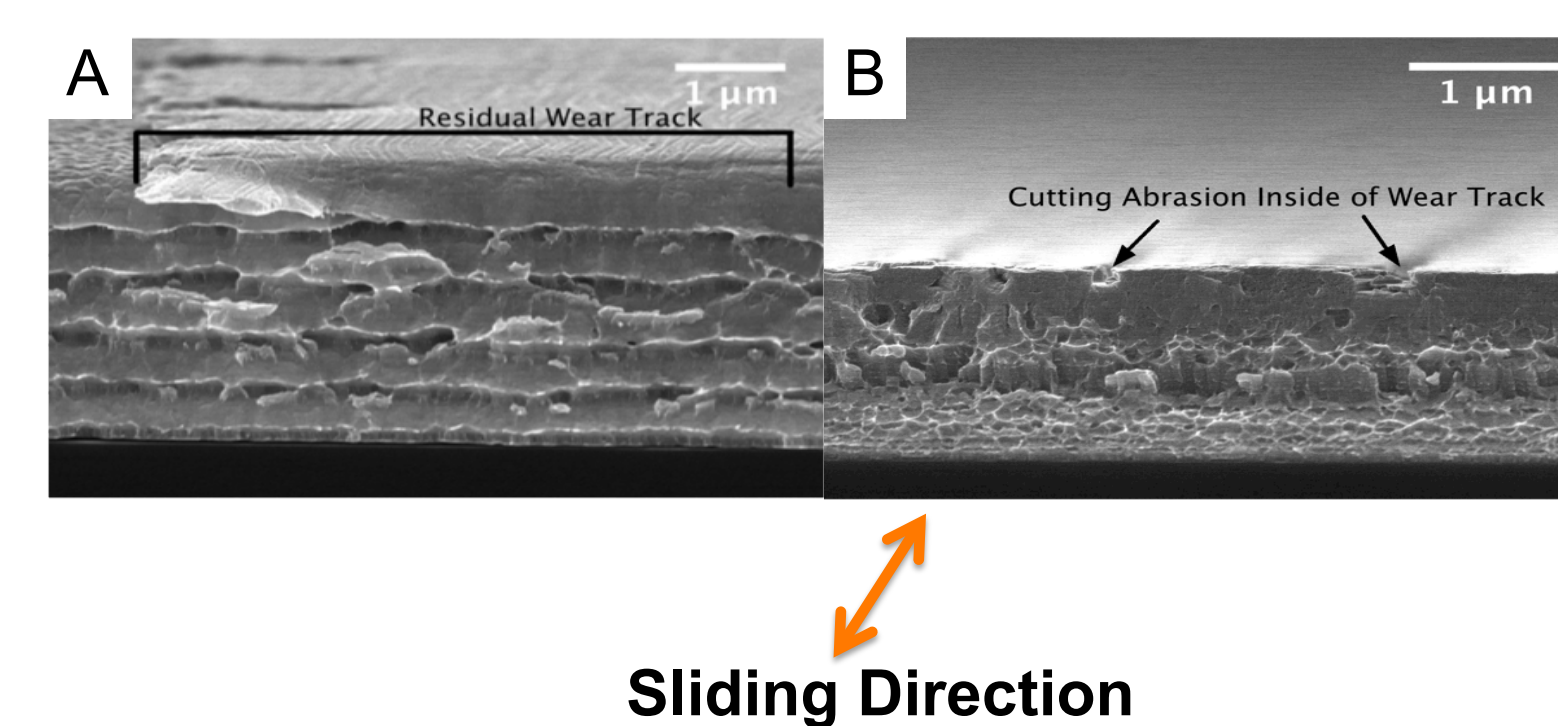 A
1 μm
Residual Wear Track
B
1 μm
Cutting Abrasion Inside of Wear Track
Sliding Direction